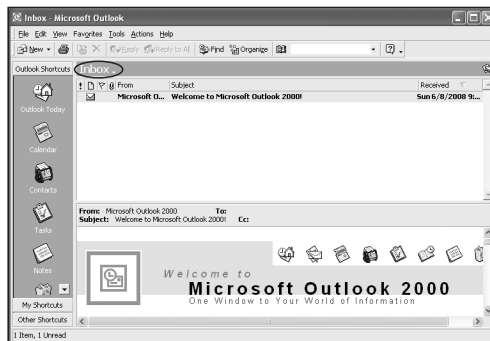 Inbox - Microsoft Outlook
File Edit View Favorites Tools Actions Help
New Reply Reply to All Find Organize
Outlook Shortcuts Inbox
! From Subject Received
Microsoft O... Welcome to Microsoft Outlook 2000! Sun 6/8/2008 9:...
Outlook Today
Calendar
Contacts
Tasks
Notes
My Shortcuts
Other Shortcuts
From: Microsoft Outlook 2000 To:
Subject: Welcome to Microsoft Outlook 2000! Cc:
Welcome to
Microsoft Outlook 2000
One Window to Your World of Information
1 Item, 1 Unread